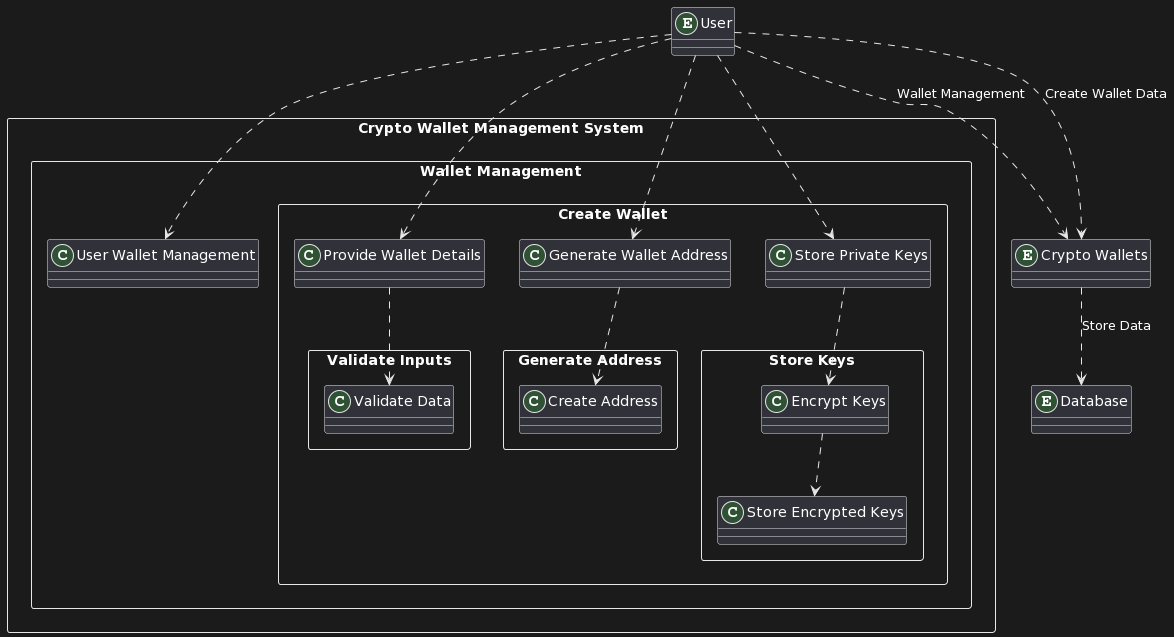 E User
Wallet Management
Create Wallet Data
Crypto Wallet Management System
Wallet Management
Create Wallet
C User Wallet Management
C Provide Wallet Details
C Generate Wallet Address
C Store Private Keys
E Crypto Wallets
Store Data
Validate Inputs
Generate Address
Store Keys
C Validate Data
C Create Address
C Encrypt Keys
E Database
C Store Encrypted Keys